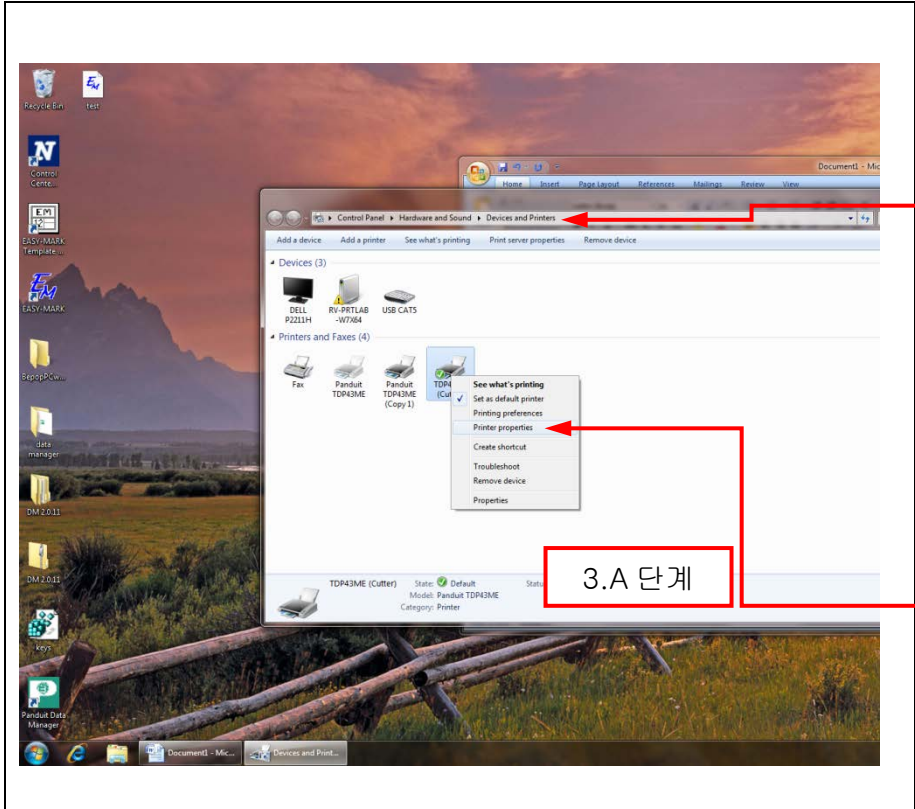 Recycle Bin
test
Control
Cente...
EASY-MARK
Template ...
EASY-MARK
data
manager
DM 2.0.11
DM 2.0.11
keys
Panduit Data
Manager
Document1 - Mic
Home Insert Page Layout References Mailings Review View
Control Panel ▸ Hardware and Sound ▸ Devices and Printers
Add a device Add a printer See what's printing Print server properties Remove device
Devices (3)
DELL
P2211H
RV-PRTLAB
-W7X64
USB CAT5
Printers and Faxes (4)
Fax
Panduit
TDP43ME
Panduit
TDP43ME
(Copy 1)
TDP4
(Cut
See what's printing
Set as default printer
Printing preferences
Printer properties
Create shortcut
Troubleshoot
Remove device
Properties
TDP43ME (Cutter) State: Default Statu
Model: Panduit TDP43ME
Category: Printer
3.A 단계
Document1 - Mic...
Devices and Print...